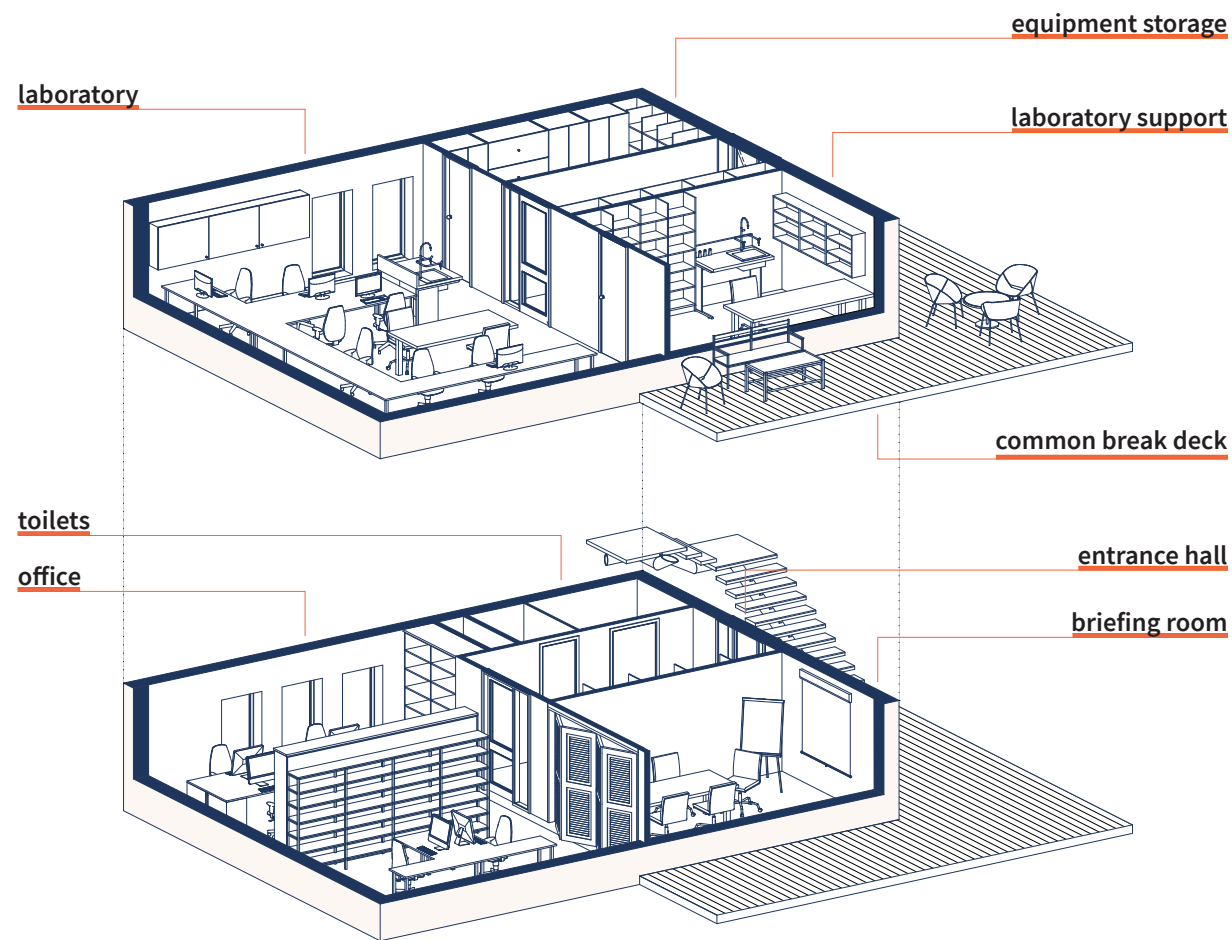 equipment storage
laboratory
laboratory support
common break deck
toilets
entrance hall
office
briefing room